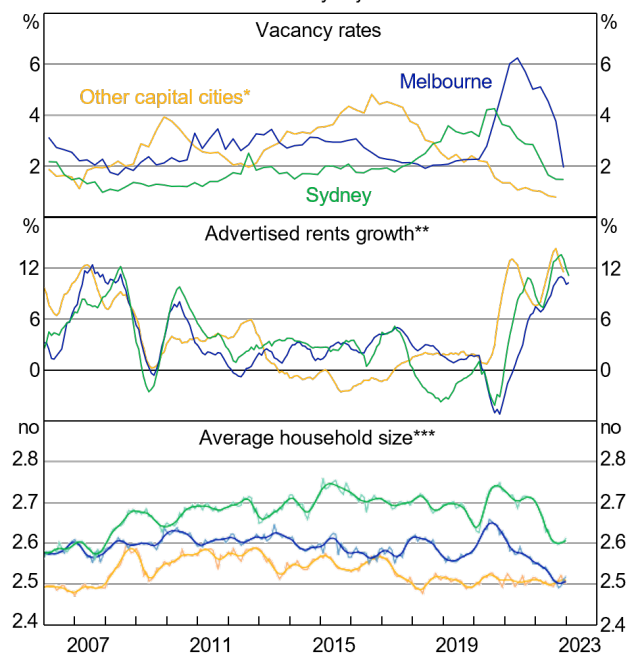 Vacancy rates
% %
6 6
4 4
2 2
Other capital cities*
Melbourne
Sydney
Advertised rents growth**
% %
12 12
6 6
0 0
Average household size***
no no
2.8 2.8
2.7 2.7
2.6 2.6
2.5 2.5
2.4 2.4
2007 2011 2015 2019 2023